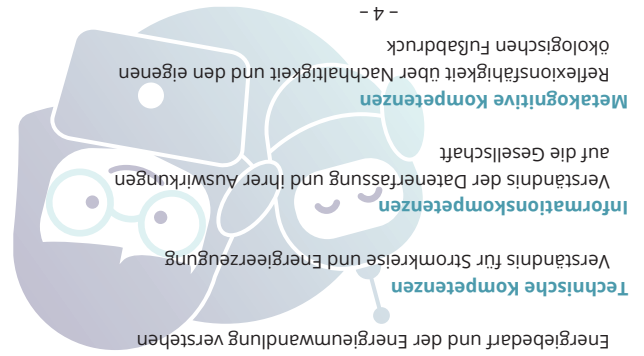 Energiebedarf und der Energieumwandlung verstehen
Technische Kompetenzen
Verständnis für Stromkreise und Energieerzeugung
Informationskompetenzen
Verständnis der Datenerfassung und ihrer Auswirkungen
auf die Gesellschaft
Metakognitive Kompetenzen
Reflexionsfähigkeit über Nachhaltigkeit und den eigenen
ökologischen Fußabdruck
– 4 –